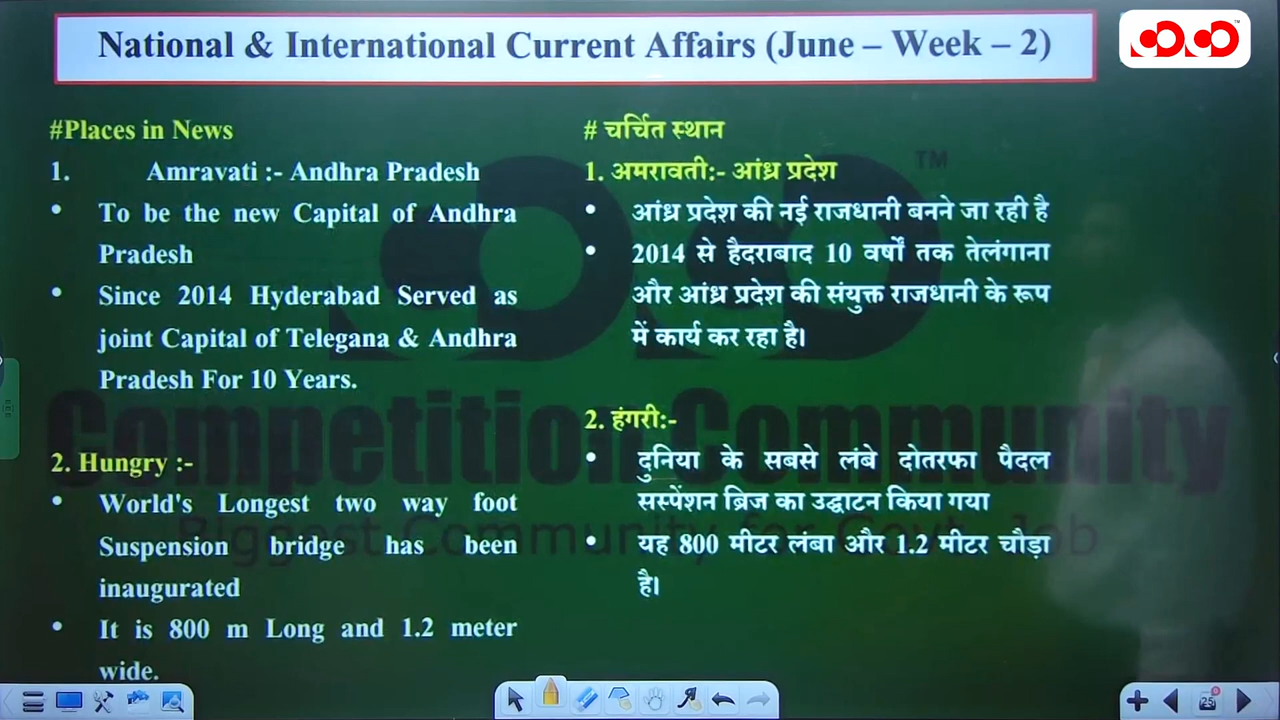 National & International Current Affairs (June – Week – 2)
#Places in News
1. Amravati :- Andhra Pradesh
• To be the new Capital of Andhra
Pradesh
• Since 2014 Hyderabad Served as
joint Capital of Telegana & Andhra
Pradesh For 10 Years.
2. Hungry :-
• World's Longest two way foot
Suspension bridge has been
inaugurated
• It is 800 m Long and 1.2 meter
wide.
# चर्चित स्थान
1. अमरावती:- आंध्र प्रदेश
• आंध्र प्रदेश की नई राजधानी बनने जा रही है
• 2014 से हैदराबाद 10 वर्षों तक तेलंगाना
और आंध्र प्रदेश की संयुक्त राजधानी के रूप
में कार्य कर रहा है।
2. हंगरी:-
• दुनिया के सबसे लंबे दोतरफा पैदल
सस्पेंशन ब्रिज का उद्घाटन किया गया
• यह 800 मीटर लंबा और 1.2 मीटर चौड़ा
है।
TM
Competition Community
Biggest Community for Govt. Job
25